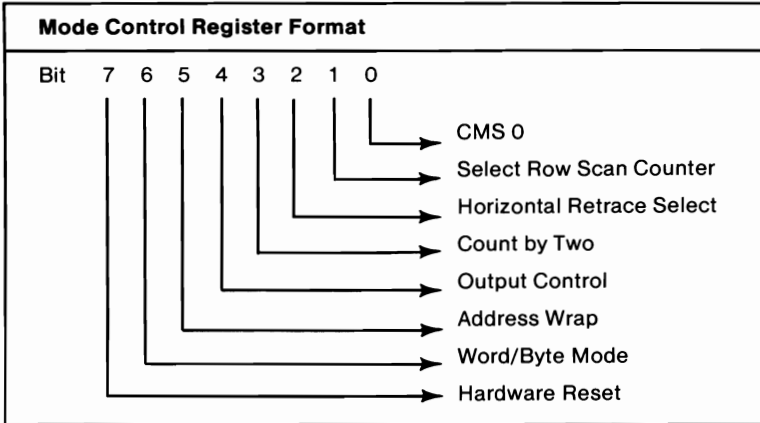 Mode Control Register Format
Bit 7 6 5 4 3 2 1 0
CMS 0
Select Row Scan Counter
Horizontal Retrace Select
Count by Two
Output Control
Address Wrap
Word/Byte Mode
Hardware Reset